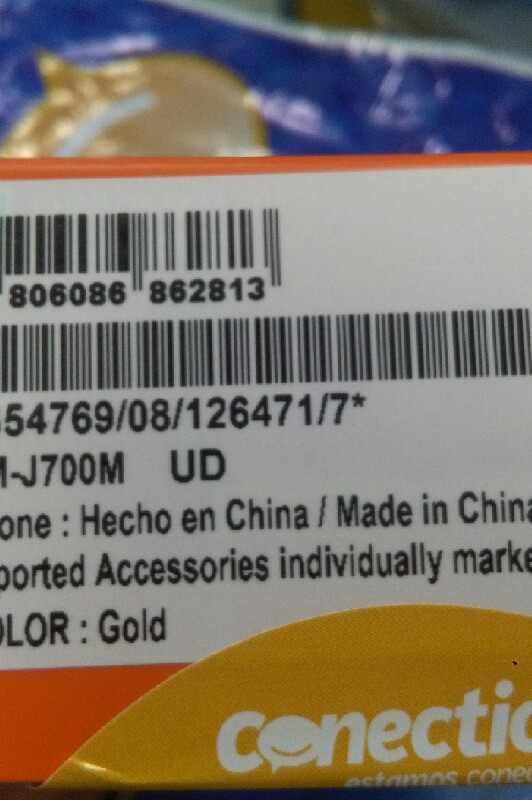 806086 862813
54769/08/126471/7*
-J700M UD
one : Hecho en China / Made in China
ported Accessories individually marke
OLOR : Gold
conectio
estamos conec